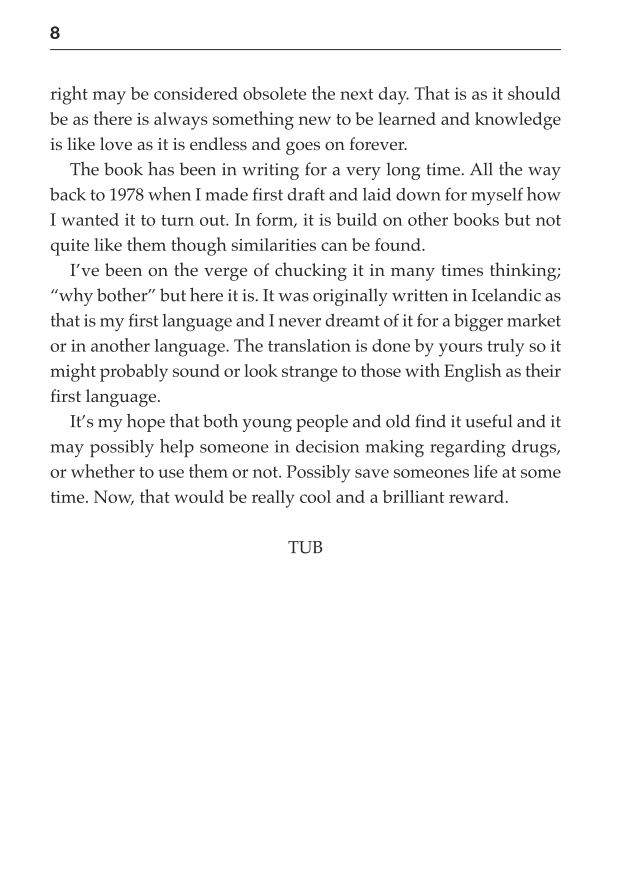 8
right may be considered obsolete the next day. That is as it should
be as there is always something new to be learned and knowledge
is like love as it is endless and goes on forever.
The book has been in writing for a very long time. All the way
back to 1978 when I made first draft and laid down for myself how
I wanted it to turn out. In form, it is build on other books but not
quite like them though similarities can be found.
I’ve been on the verge of chucking it in many times thinking;
“why bother” but here it is. It was originally written in Icelandic as
that is my first language and I never dreamt of it for a bigger market
or in another language. The translation is done by yours truly so it
might probably sound or look strange to those with English as their
first language.
It’s my hope that both young people and old find it useful and it
may possibly help someone in decision making regarding drugs,
or whether to use them or not. Possibly save someones life at some
time. Now, that would be really cool and a brilliant reward.
TUB